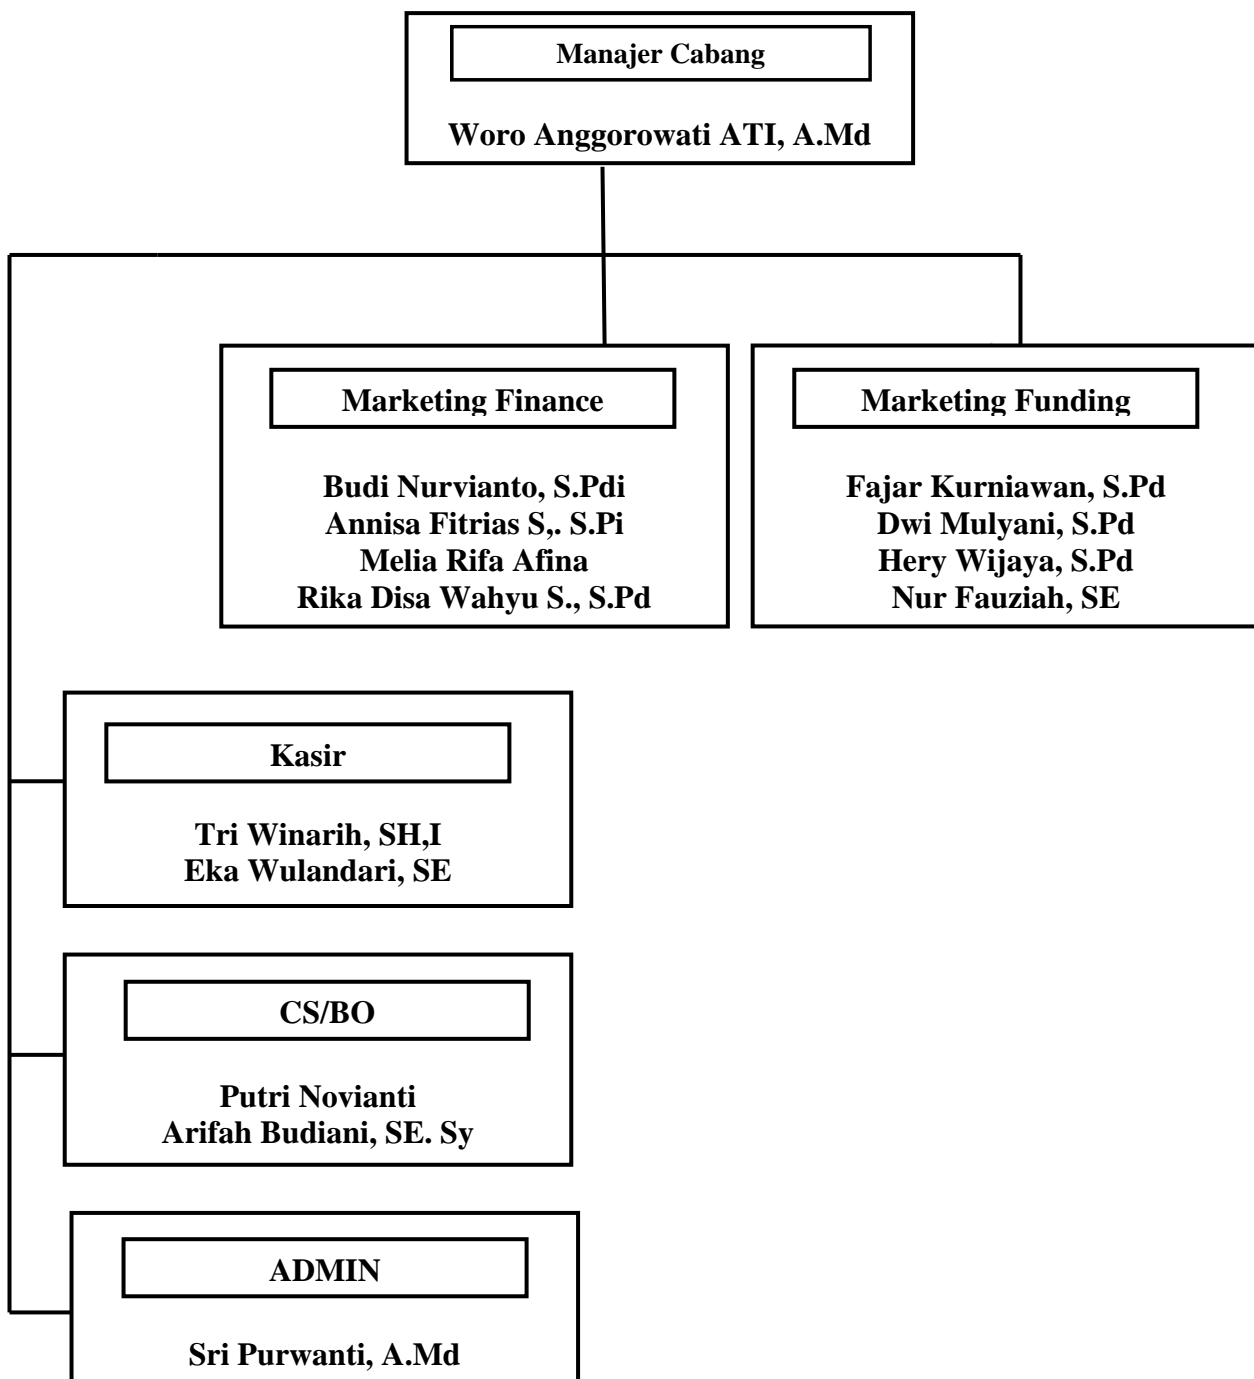 Manajer Cabang
Woro Anggorowati ATI, A.Md
Marketing Finance
Budi Nurvianto, S.Pdi
Annisa Fitrias S,. S.Pi
Melia Rifa Afina
Rika Disa Wahyu S., S.Pd
Marketing Funding
Fajar Kurniawan, S.Pd
Dwi Mulyani, S.Pd
Hery Wijaya, S.Pd
Nur Fauziah, SE
Kasir
Tri Winarih, SH,I
Eka Wulandari, SE
CS/BO
Putri Novianti
Arifah Budiani, SE. Sy
ADMIN
Sri Purwanti, A.Md